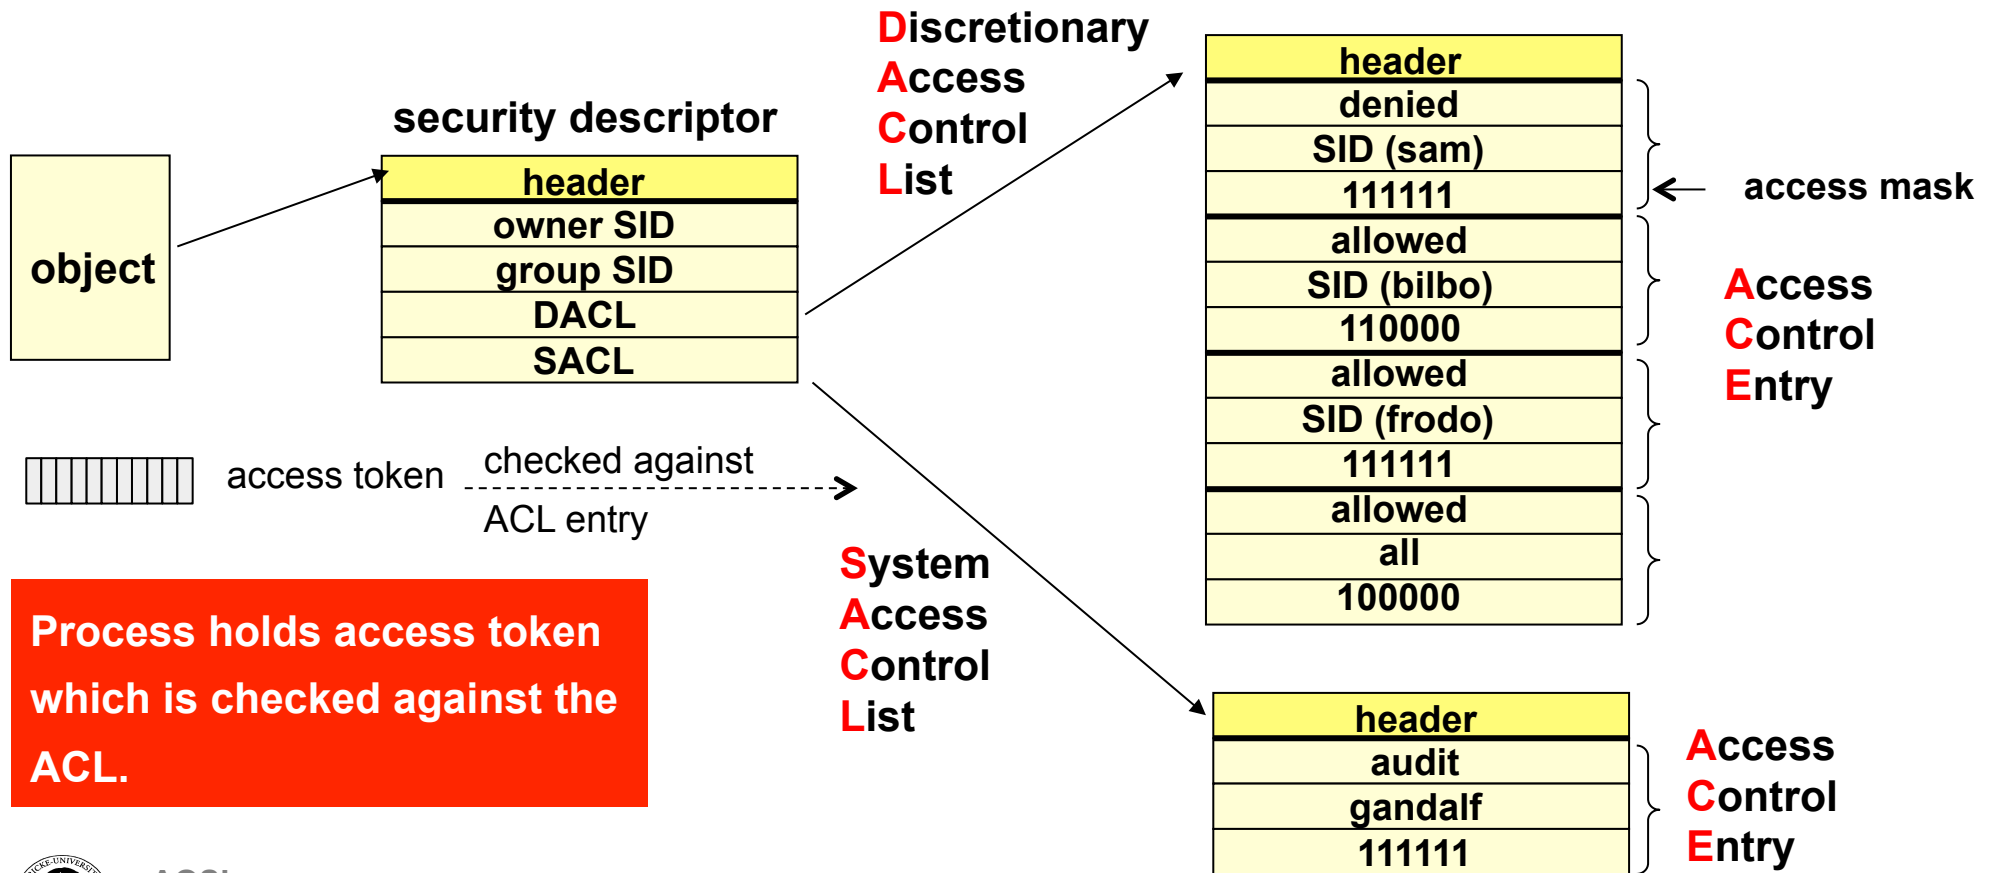 Discretionary
Access
Control
List
security descriptor
object
header
owner SID
group SID
DACL
SACL
header
denied
SID (sam)
111111
allowed
SID (bilbo)
110000
allowed
SID (frodo)
111111
allowed
all
100000
access mask
Access
Control
Entry
access token
checked against
ACL entry
Process holds access token
which is checked against the
ACL.
System
Access
Control
List
header
audit
gandalf
111111
Access
Control
Entry